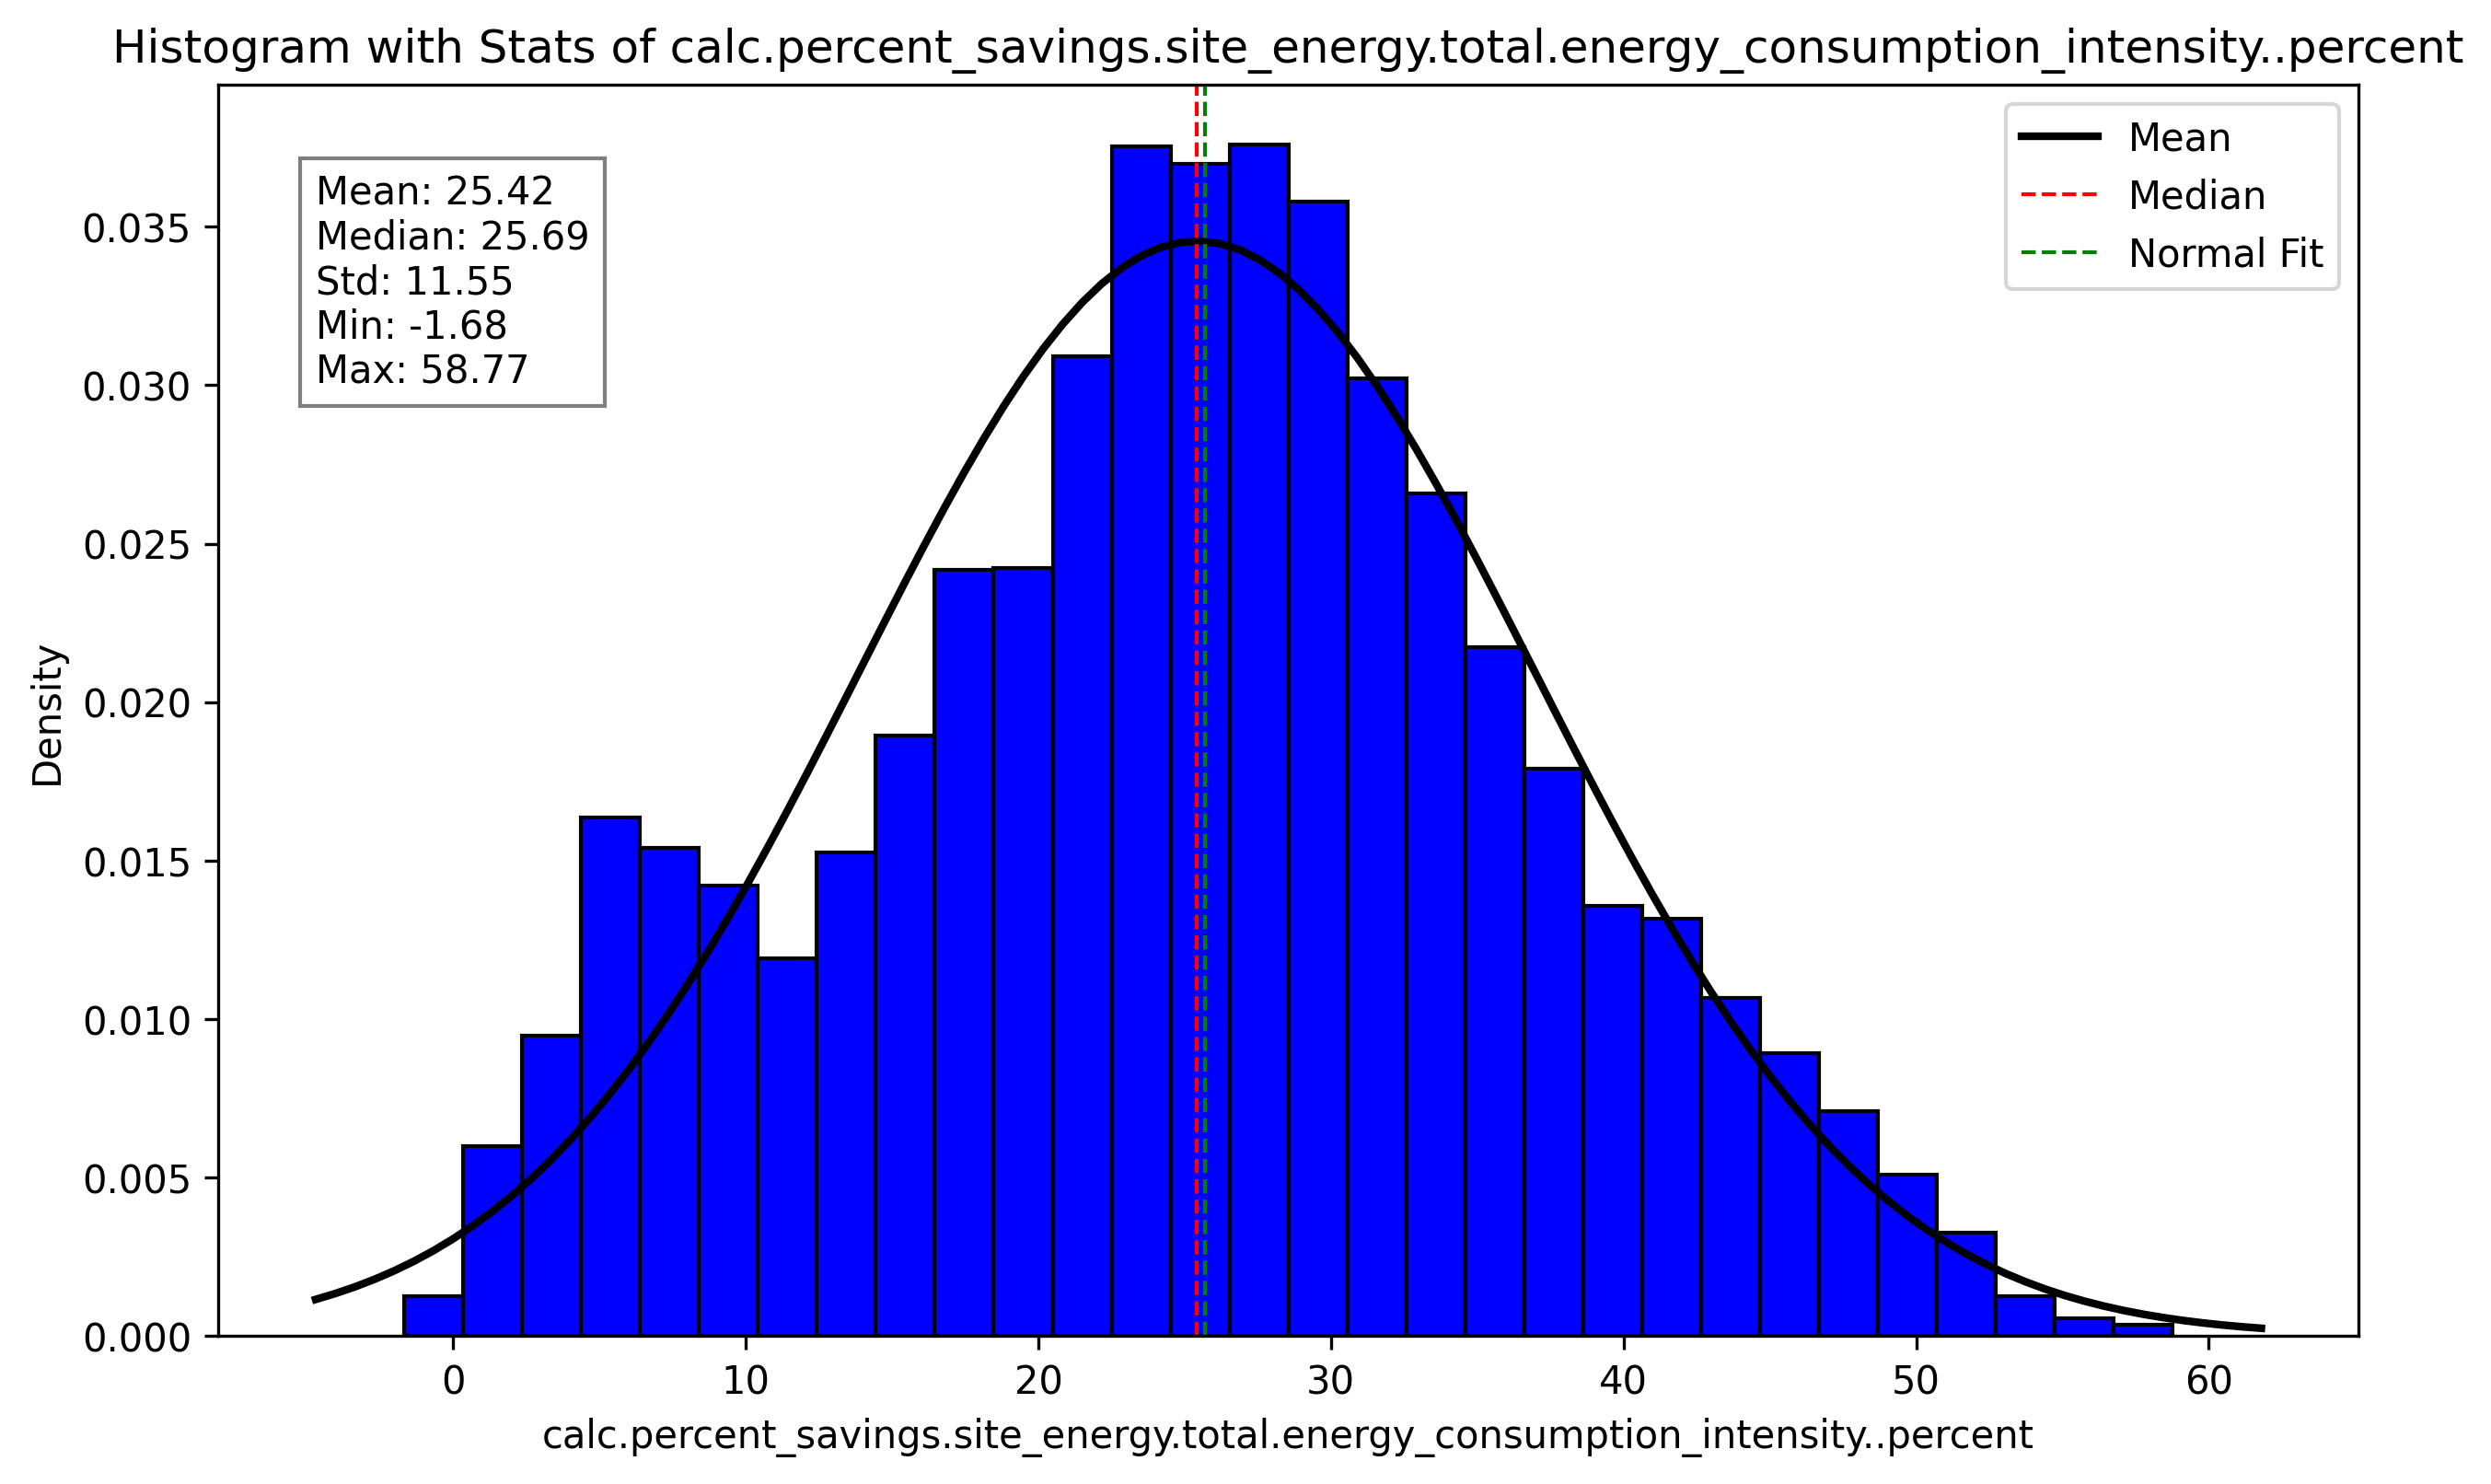 Histogram with Stats of calc.percent_savings.site_energy.total.energy_consumption_intensity..percent
Mean: 25.42
Median: 25.69
Std: 11.55
Min: -1.68
Max: 58.77
Mean
Median
Normal Fit
Density
0.035
0.030
0.025
0.020
0.015
0.010
0.005
0.000
0 10 20 30 40 50 60
calc.percent_savings.site_energy.total.energy_consumption_intensity..percent